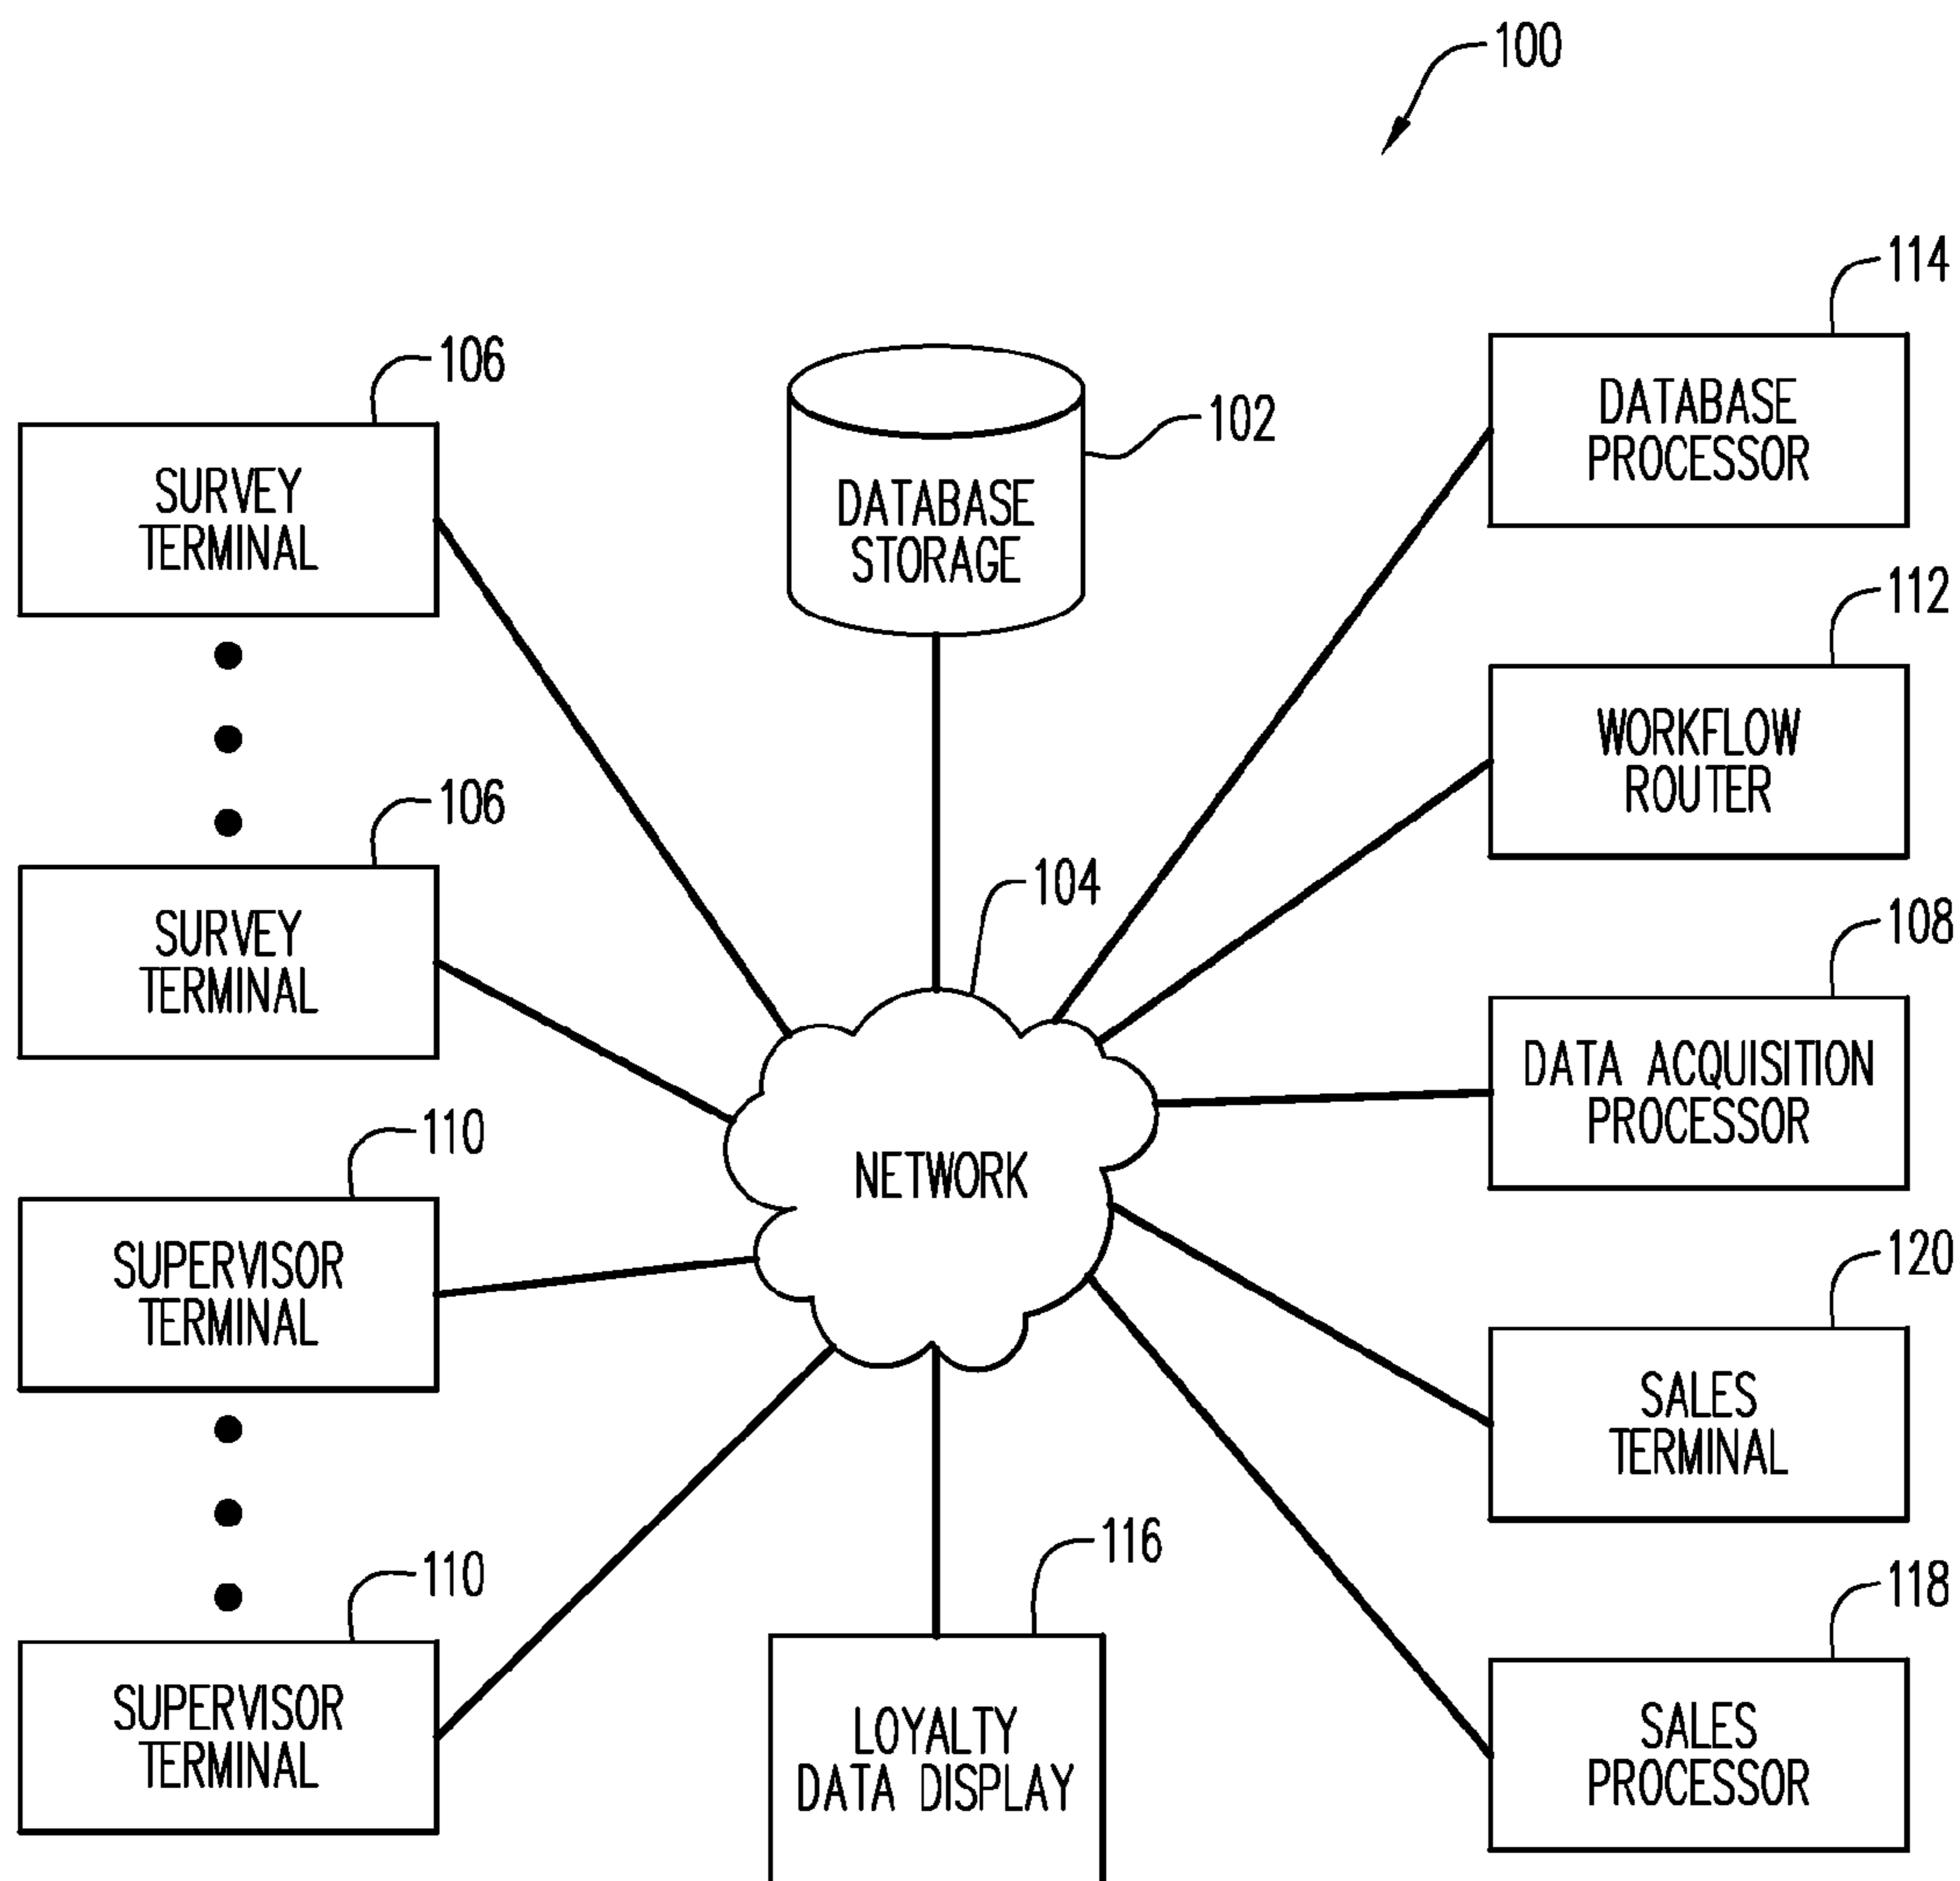 100
114
DATABASE
PROCESSOR
106
SURVEY
TERMINAL
102
DATABASE
STORAGE
112
WORKFLOW
ROUTER
106
SURVEY
TERMINAL
104
NETWORK
108
DATA ACQUISITION
PROCESSOR
110
SUPERVISOR
TERMINAL
120
SALES
TERMINAL
110
SUPERVISOR
TERMINAL
116
LOYALTY
DATA DISPLAY
118
SALES
PROCESSOR